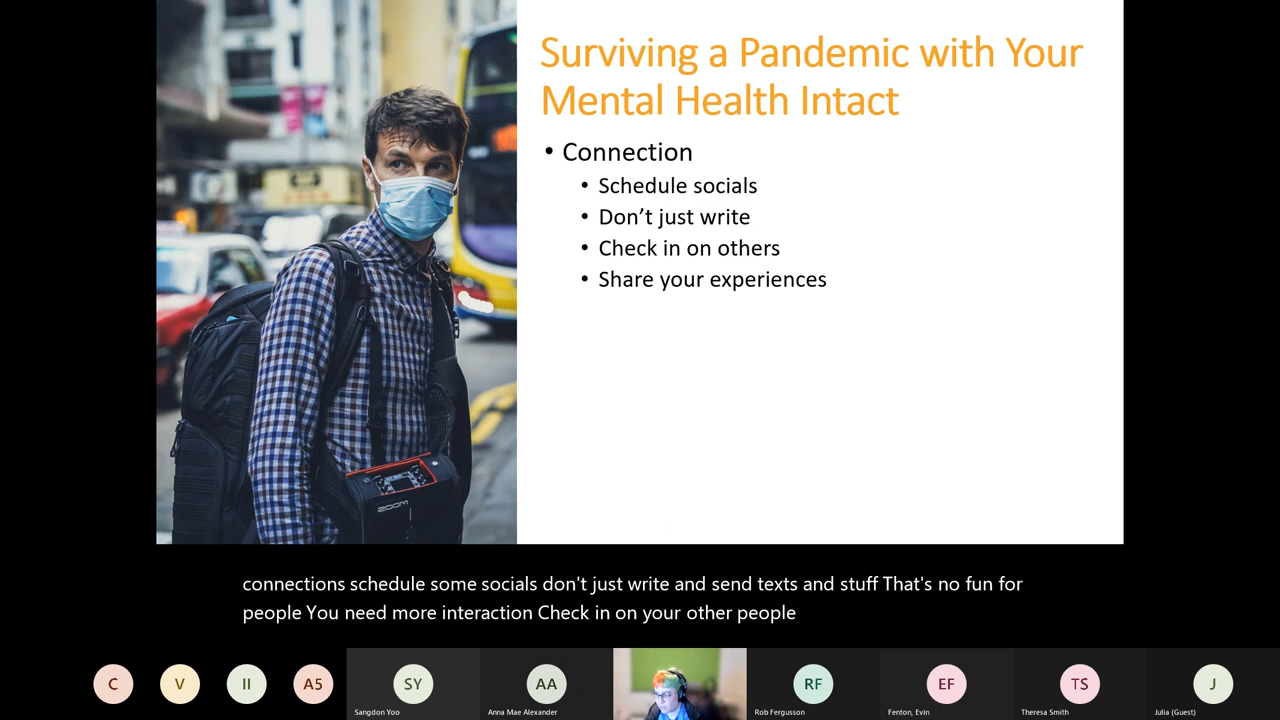 Surviving a Pandemic with Your
Mental Health Intact
• Connection
• Schedule socials
• Don’t just write
• Check in on others
• Share your experiences
ZOOM
connections schedule some socials don't just write and send texts and stuff That's no fun for
people You need more interaction Check in on your other people
C
V
II
A5
SY
AA
RF
EF
TS
J
Sangdon Yoo
Anna Mae Alexander
Rob Fergusson
Fenton, Evin
Theresa Smith
Julia (Guest)